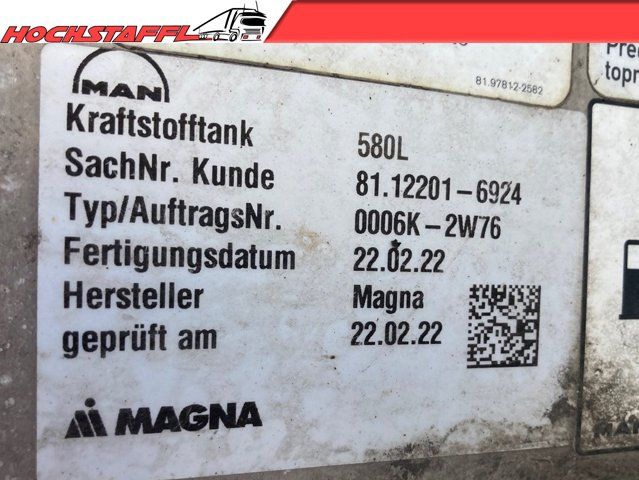 HOCHSTAFFL
81.97812-2582
MAN
Kraftstofftank 580L
SachNr. Kunde 81.12201-6924
Typ/AuftragsNr. 0006K-2W76
Fertigungsdatum 22.02.22
Hersteller Magna
geprüft am 22.02.22
MAGNA